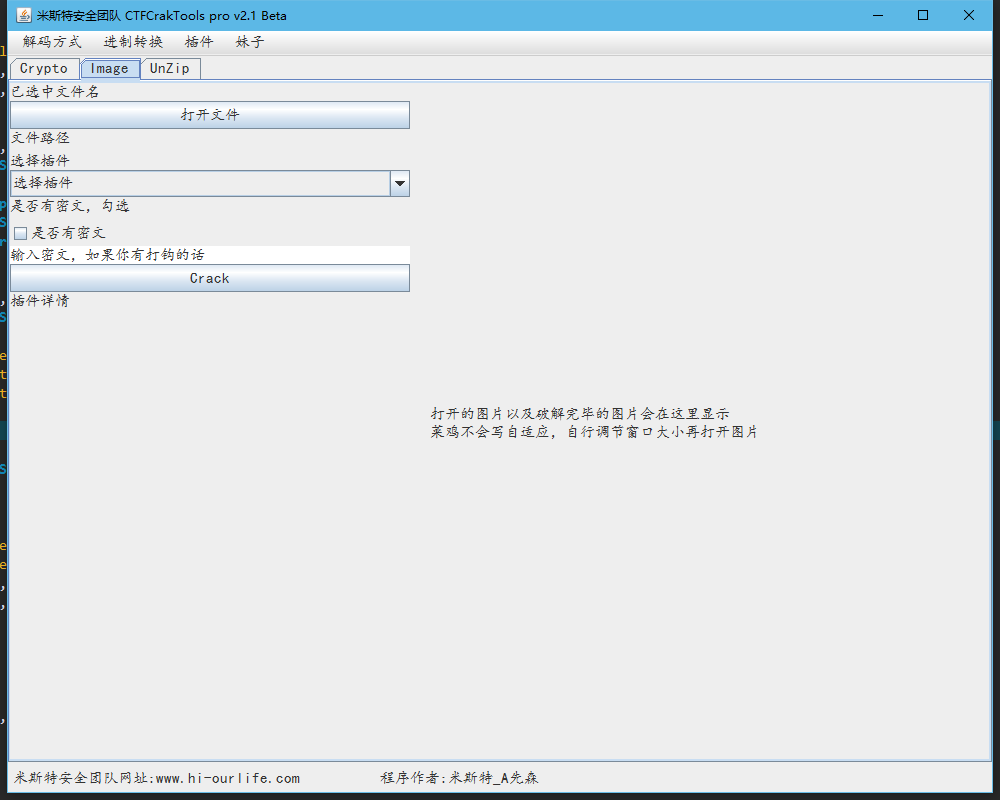 米斯特安全团队 CTFCrakTools pro v2.1 Beta
解码方式 进制转换 插件 妹子
Crypto Image UnZip
已选中文件名
打开文件
文件路径
选择插件
选择插件
是否有密文，勾选
是否有密文
输入密文，如果你有打钩的话
Crack
插件详情
打开的图片以及破解完毕的图片会在这里显示
菜鸡不会写自适应，自行调节窗口大小再打开图片
米斯特安全团队网址:www.hi-ourlife.com 程序作者:米斯特_A先森